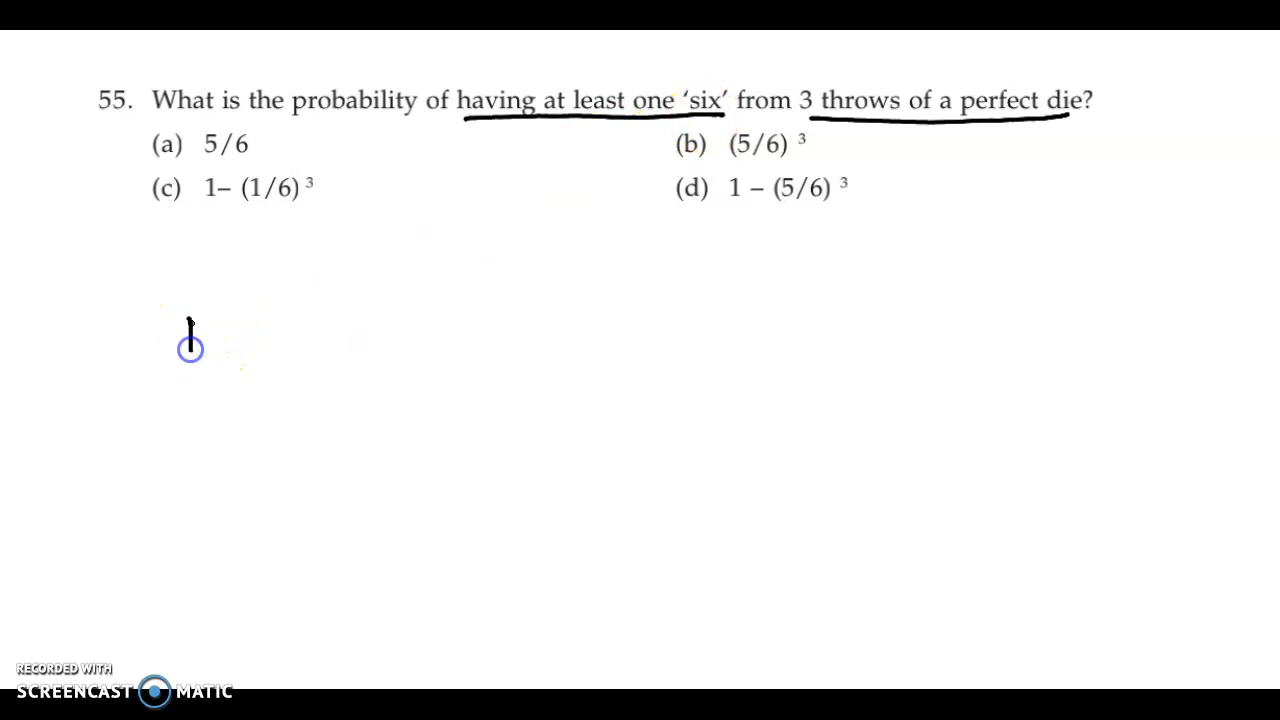 55. What is the probability of having at least one ‘six’ from 3 throws of a perfect die?
(a) 5/6 (b) (5/6) ³
(c) 1– (1/6) ³ (d) 1 – (5/6) ³
RECORDED WITH
SCREENCAST MATIC